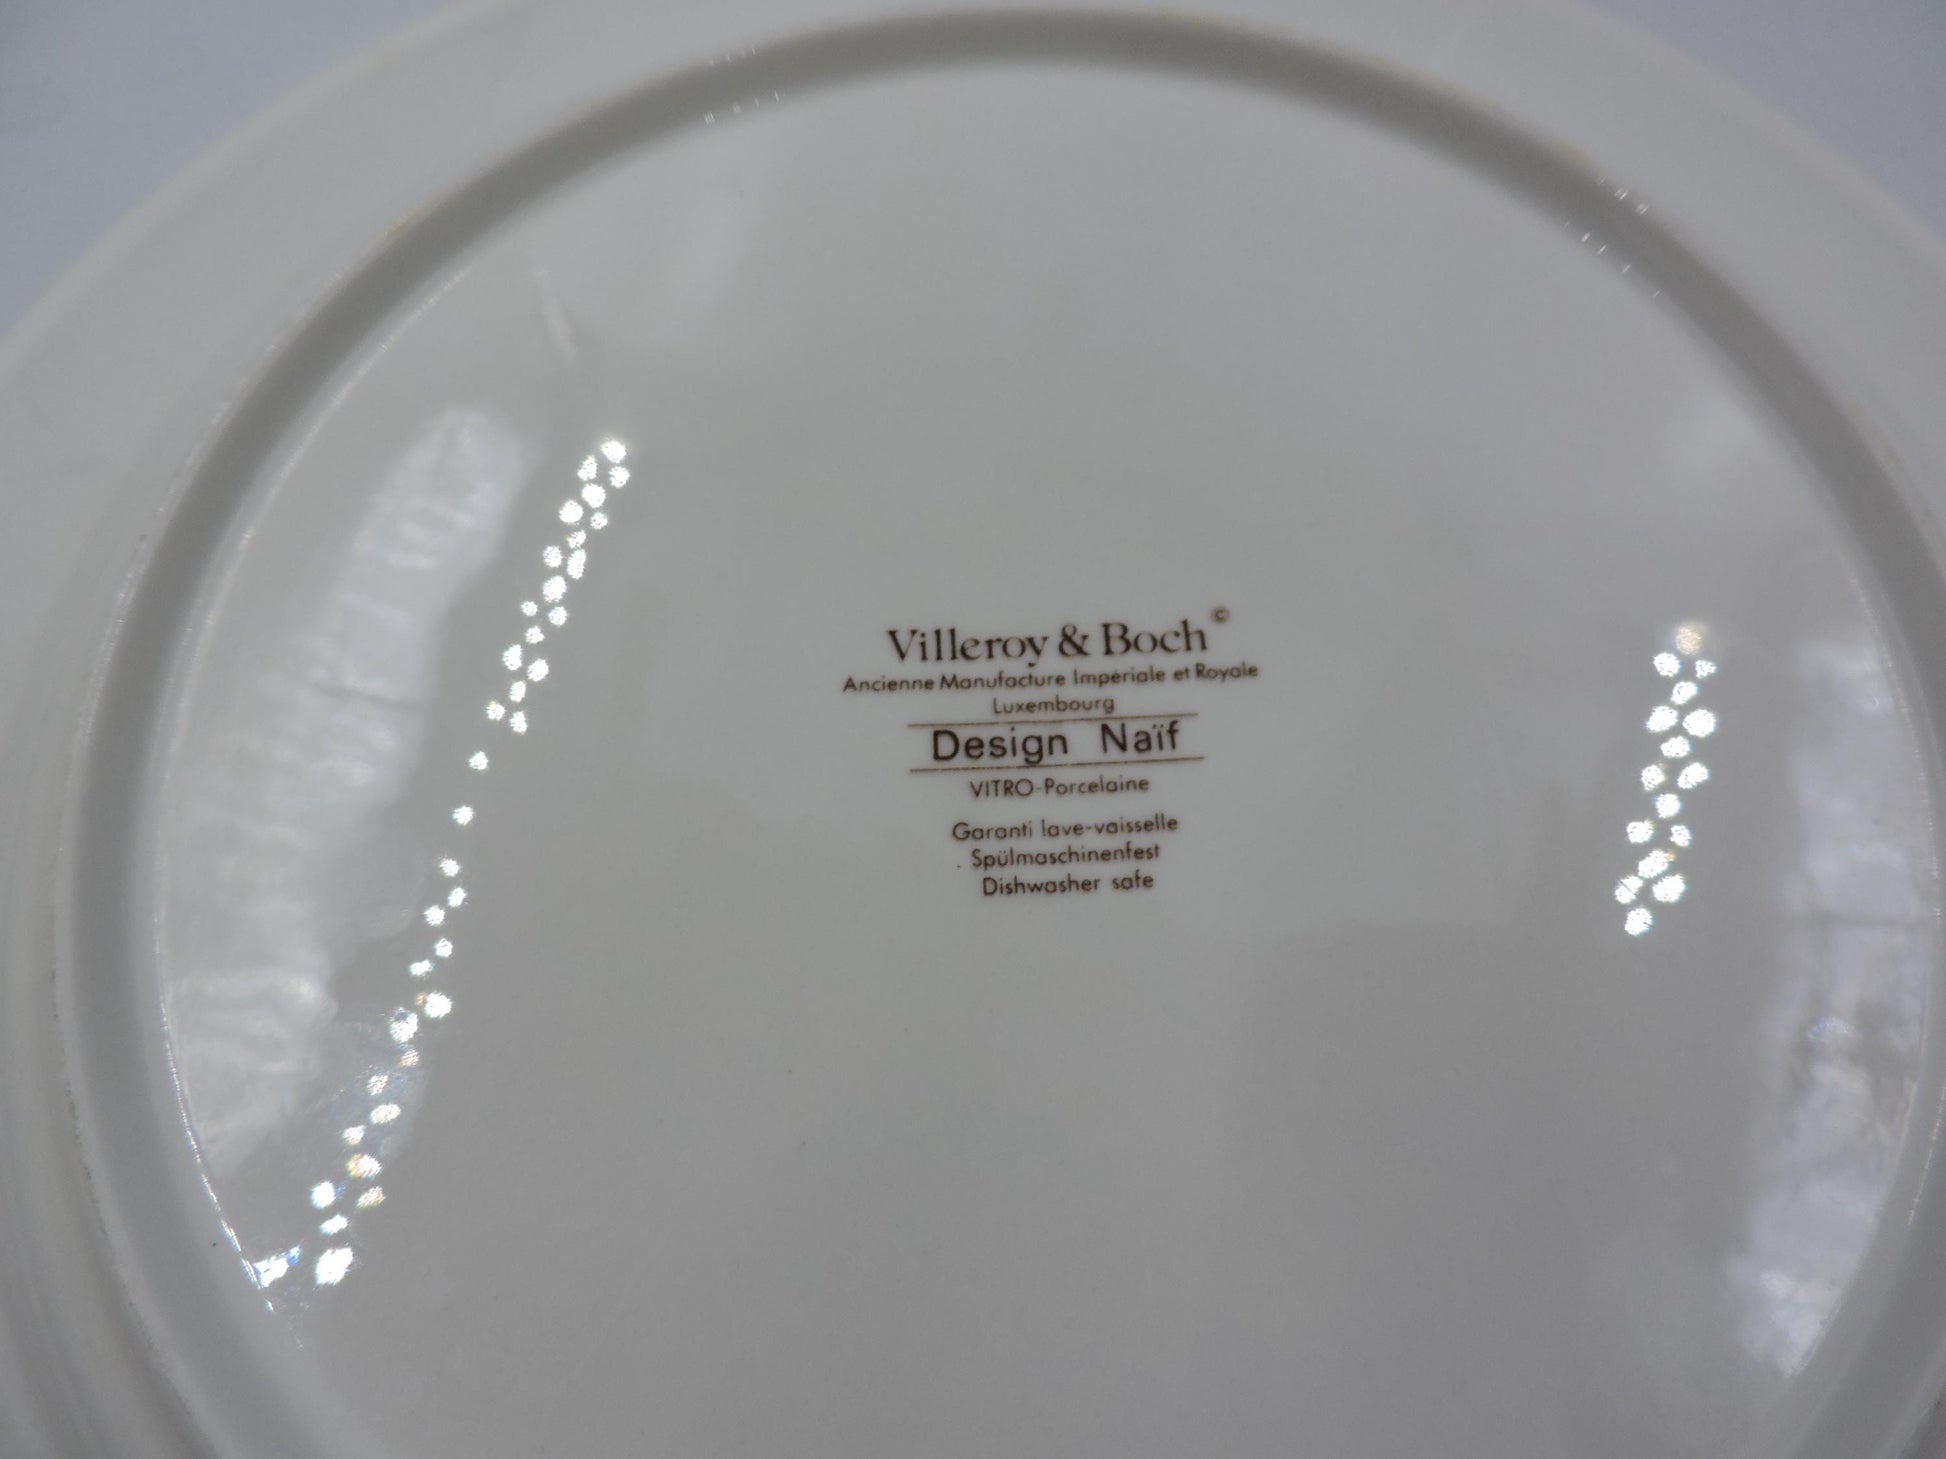 Villeroy & Boch ©
Ancienne Manufacture Impériale et Royale
Luxembourg
Design Naïf
VITRO-Porcelaine
Garanti lave-vaisselle
Spülmaschinenfest
Dishwasher safe